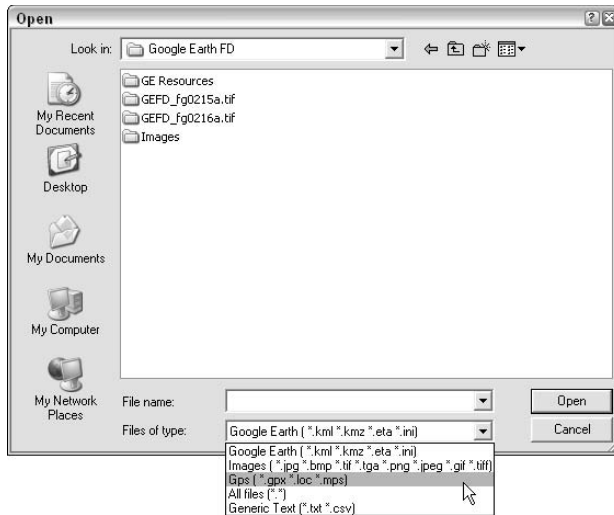 Open
Look in: Google Earth FD
GE Resources
GEFD_fg0215a.tif
GEFD_fg0216a.tif
Images
My Recent
Documents
Desktop
My Documents
My Computer
My Network
Places
File name:
Open
Files of type: Google Earth ( *.kml *.kmz *.eta *.ini)
Cancel
Google Earth ( *.kml *.kmz *.eta *.ini)
Images ( *.jpg *.bmp *.tif *.tga *.png *.jpeg *.gif *.tiff)
Gps ( *.gpx *.loc *.mps)
All files (*.*)
Generic Text (*.txt *.csv)